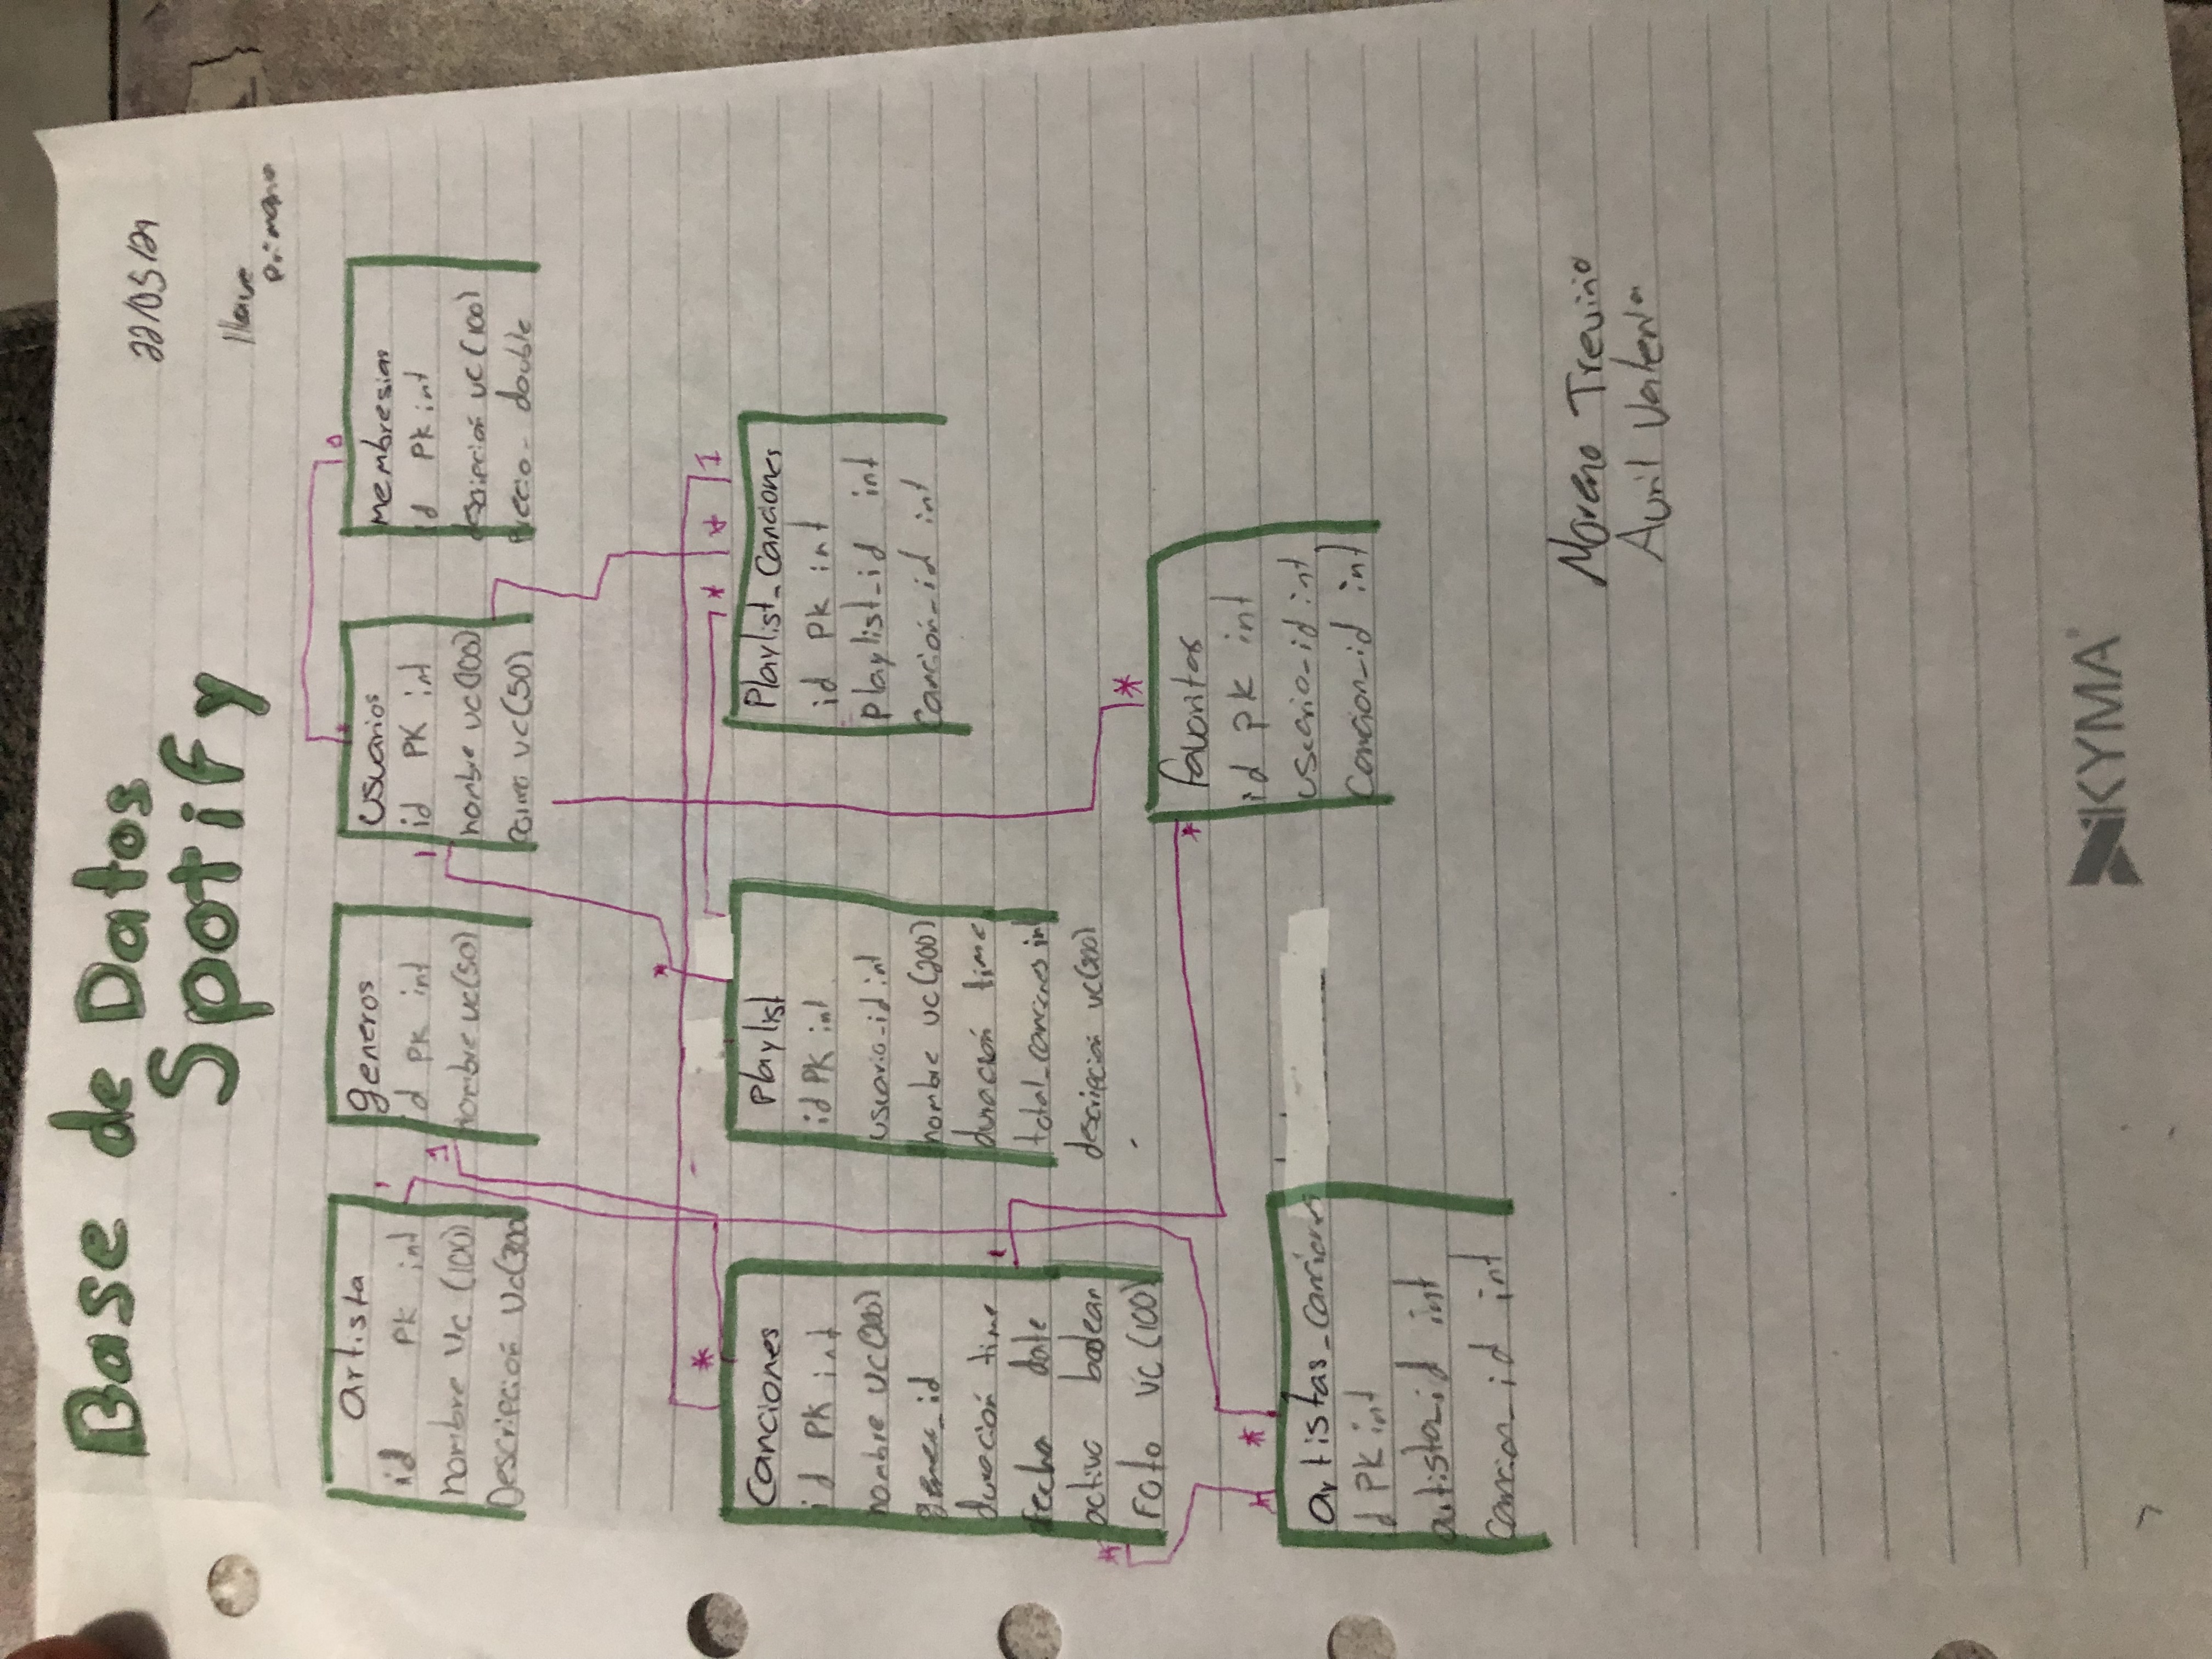 Base de Datos
Spotify
22/05/21
llave
primaria
artista
id PK int
nombre vc (100)
Descripción vc(300
generos
id PK int
nombre vc(50)
usuarios
id PK int
nombre vc(100)
vc(50)
membresias
id PK int
descripción vc(100)
precio- double
1
1
1
*
*
*
*
*
1
canciones
id PK int
nombre vc(200)
genero_id
duración time
fecha date
activo boolean
Foto vc (100)
Playlist
id PK int
usuario_id int
nombre vc(200)
duración time
total_canciones int
descripción vc(200)
Playlist_Canciones
id PK int
Playlist_id int
canción_id int
1
*
*
*
*
*
favoritos
id PK int
usuario_id int
Cancion_id int
artistas_canciones
id PK int
artista_id int
cancion_id int
Moreno Trevino
Avril Valeria
KYMA